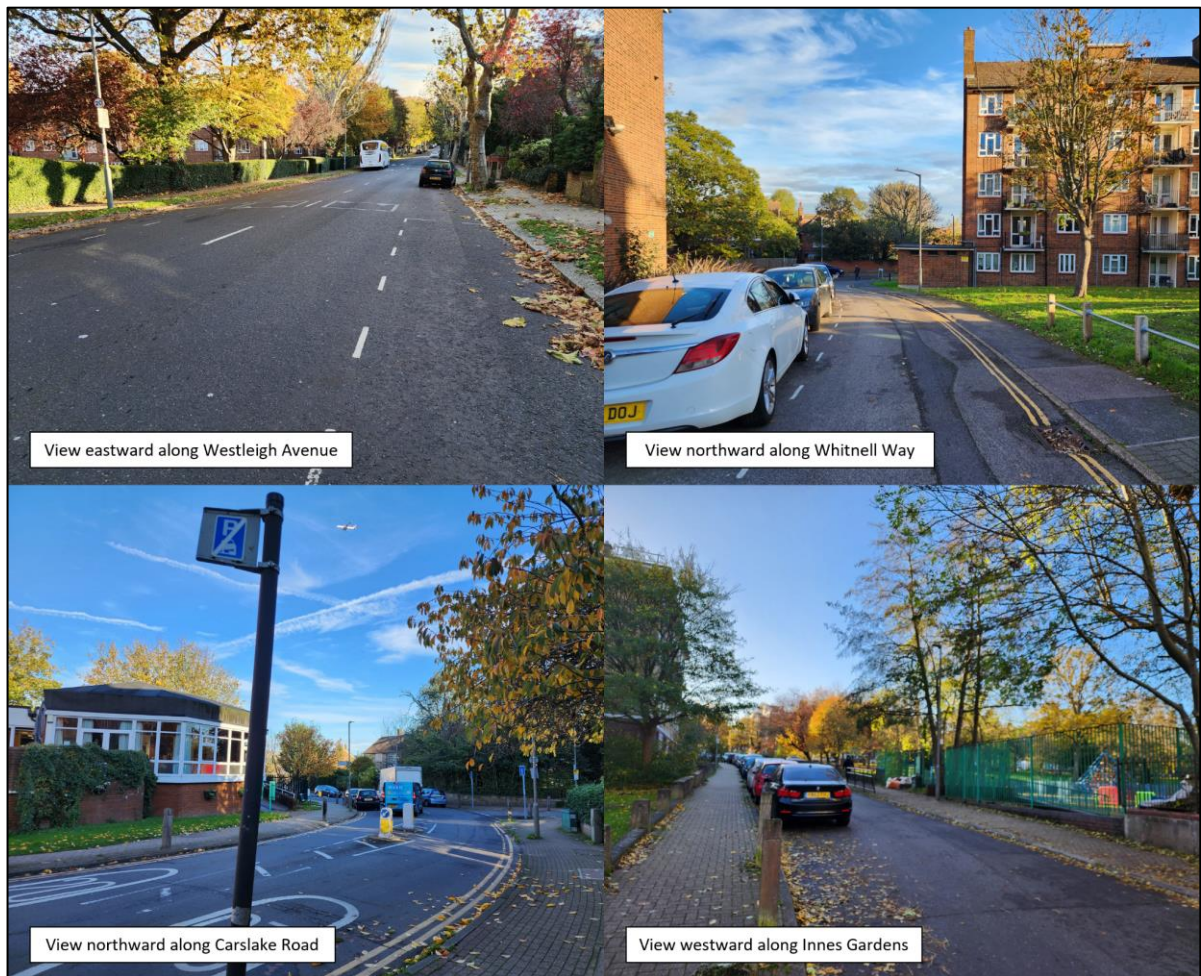 View eastward along Westleigh Avenue
DOJ
View northward along Whitnell Way
P
View northward along Carslake Road
View westward along Innes Gardens